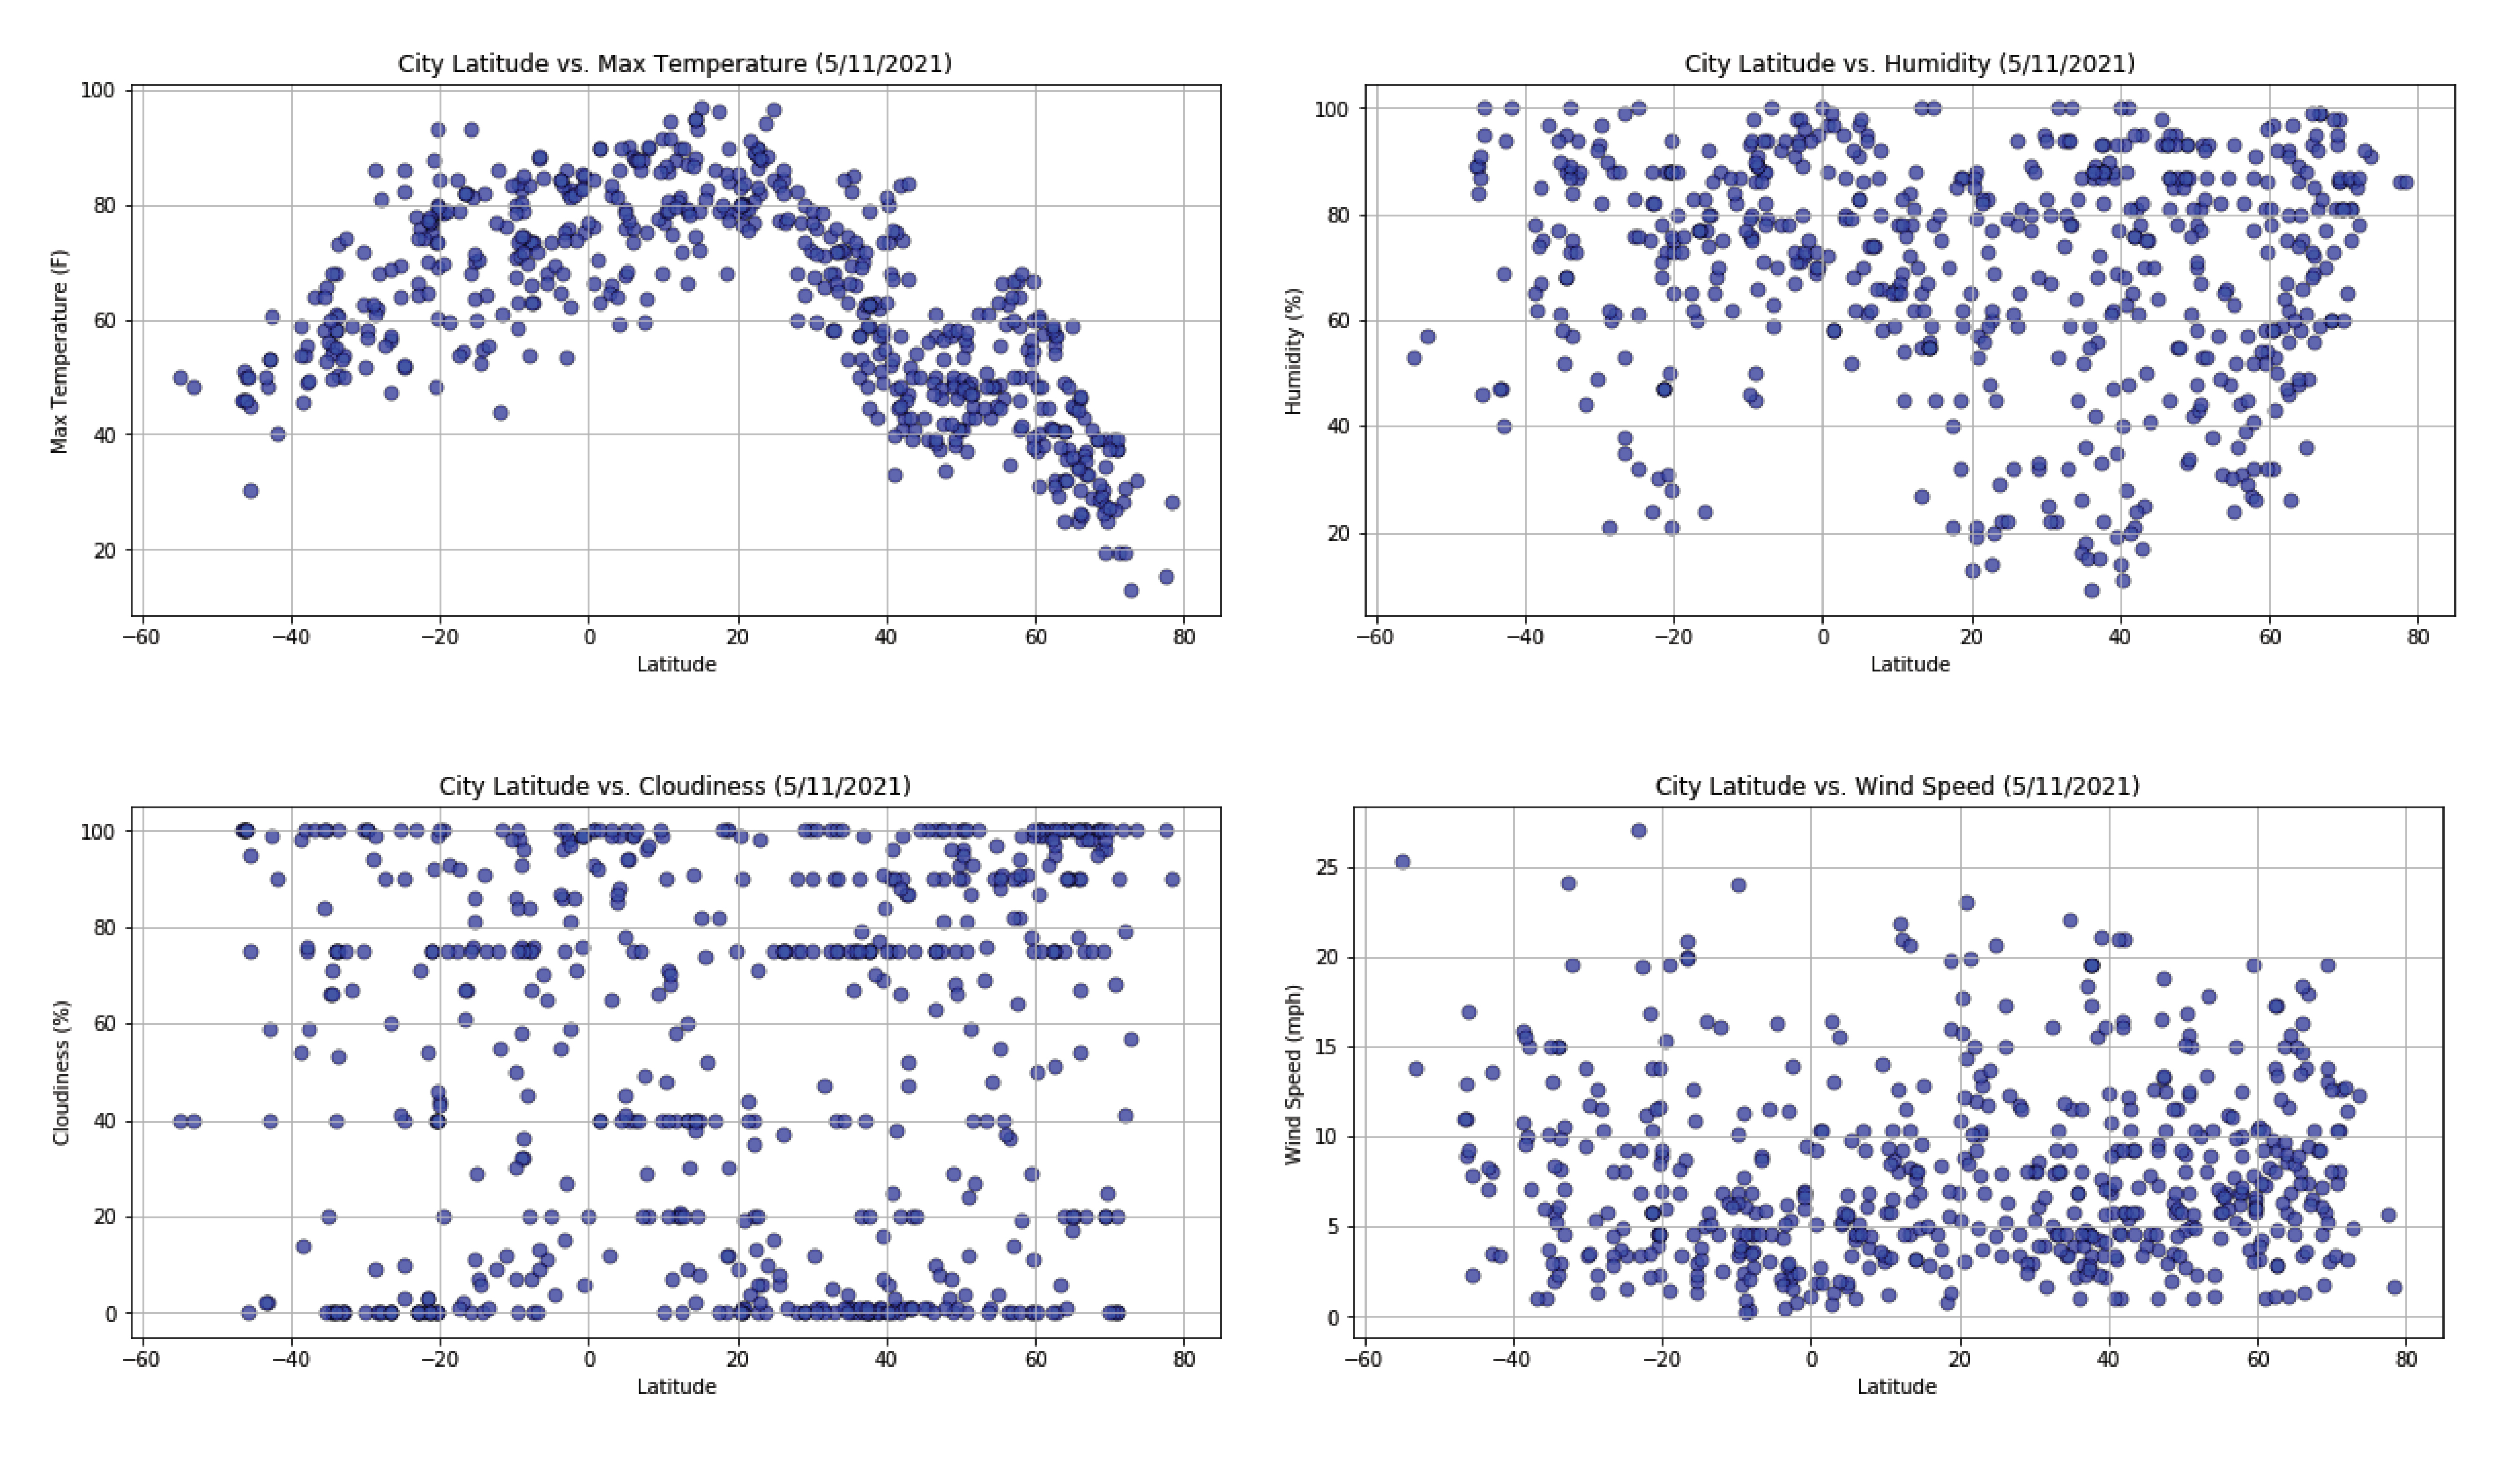 City Latitude vs. Max Temperature (5/11/2021)
100
80
60
40
20
Max Temperature (F)
−60 −40 −20 0 20 40 60 80
Latitude
City Latitude vs. Humidity (5/11/2021)
100
80
60
40
20
Humidity (%)
−60 −40 −20 0 20 40 60 80
Latitude
City Latitude vs. Cloudiness (5/11/2021)
100
80
60
40
20
0
Cloudiness (%)
−60 −40 −20 0 20 40 60 80
Latitude
City Latitude vs. Wind Speed (5/11/2021)
25
20
15
10
5
0
Wind Speed (mph)
−60 −40 −20 0 20 40 60 80
Latitude